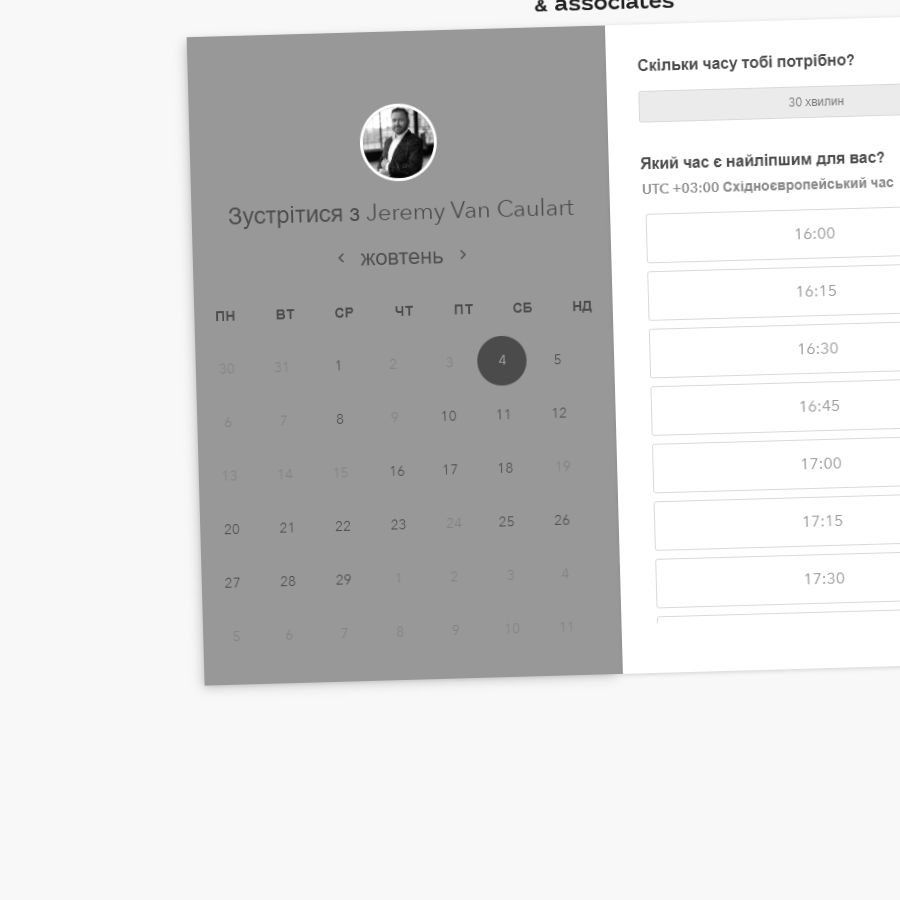 & associates
Зустрітися з Jeremy Van Caulart
‹ жовтень ›
ПН ВТ СР ЧТ ПТ СБ НД
30 31 1 2 3 4 5
6 7 8 9 10 11 12
13 14 15 16 17 18 19
20 21 22 23 24 25 26
27 28 29 1 2 3 4
5 6 7 8 9 10 11
Скільки часу тобі потрібно?
30 хвилин
Який час є найліпшим для вас?
UTC +03:00 Східноєвропейський час
16:00
16:15
16:30
16:45
17:00
17:15
17:30